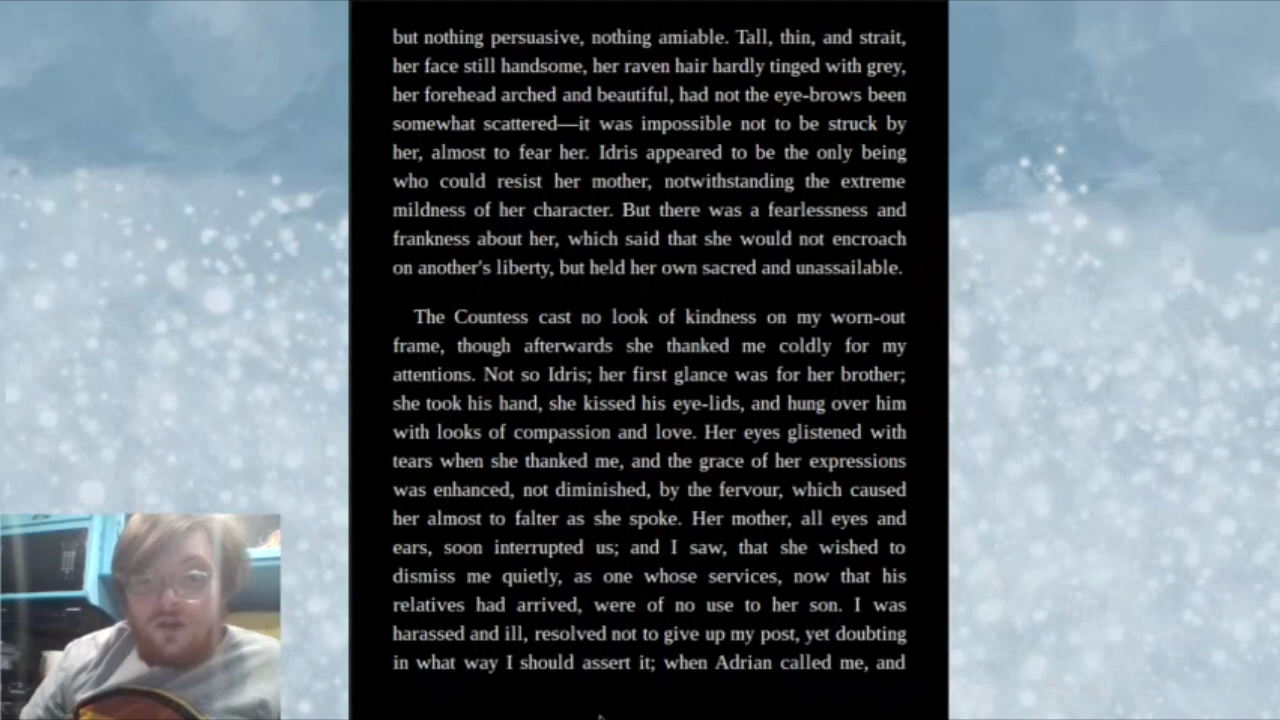 but nothing persuasive, nothing amiable. Tall, thin, and strait,
her face still handsome, her raven hair hardly tinged with grey,
her forehead arched and beautiful, had not the eye-brows been
somewhat scattered—it was impossible not to be struck by
her, almost to fear her. Idris appeared to be the only being
who could resist her mother, notwithstanding the extreme
mildness of her character. But there was a fearlessness and
frankness about her, which said that she would not encroach
on another's liberty, but held her own sacred and unassailable.
The Countess cast no look of kindness on my worn-out
frame, though afterwards she thanked me coldly for my
attentions. Not so Idris; her first glance was for her brother;
she took his hand, she kissed his eye-lids, and hung over him
with looks of compassion and love. Her eyes glistened with
tears when she thanked me, and the grace of her expressions
was enhanced, not diminished, by the fervour, which caused
her almost to falter as she spoke. Her mother, all eyes and
ears, soon interrupted us; and I saw, that she wished to
dismiss me quietly, as one whose services, now that his
relatives had arrived, were of no use to her son. I was
harassed and ill, resolved not to give up my post, yet doubting
in what way I should assert it; when Adrian called me, and